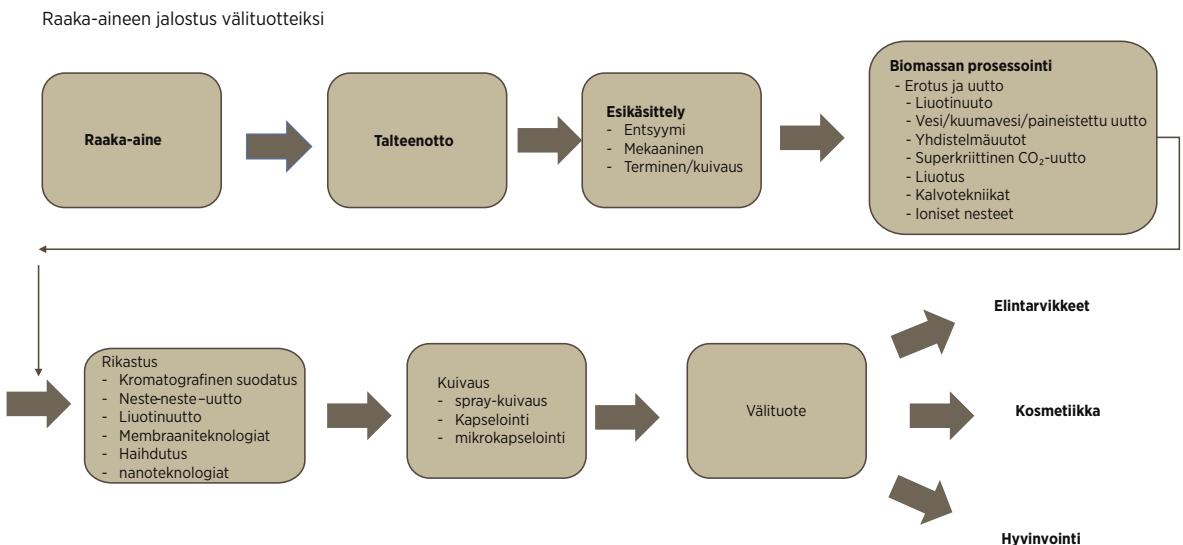 Raaka-aineen jalostus välituotteiksi
Raaka-aine
Talteenotto
Esikäsittely
- Entsyymi
- Mekaaninen
- Terminen/kuivaus
Biomassan prosessointi
- Erotus ja uutto
- Liuotinuuto
- Vesi/kuumavesi/paineistettu uutto
- Yhdistelmäuutot
- Superkriittinen CO₂-uutto
- Liuotus
- Kalvotekniikat
- Ioniset nesteet
Rikastus
- Kromatografinen suodatus
- Neste-neste-uutto
- Liuotinuutto
- Membraaniteknologiat
- Haihdutus
- nanoteknologiat
Kuivaus
- spray-kuivaus
- Kapselointi
- mikrokapselointi
Välituote
Elintarvikkeet
Kosmetiikka
Hyvinvointi